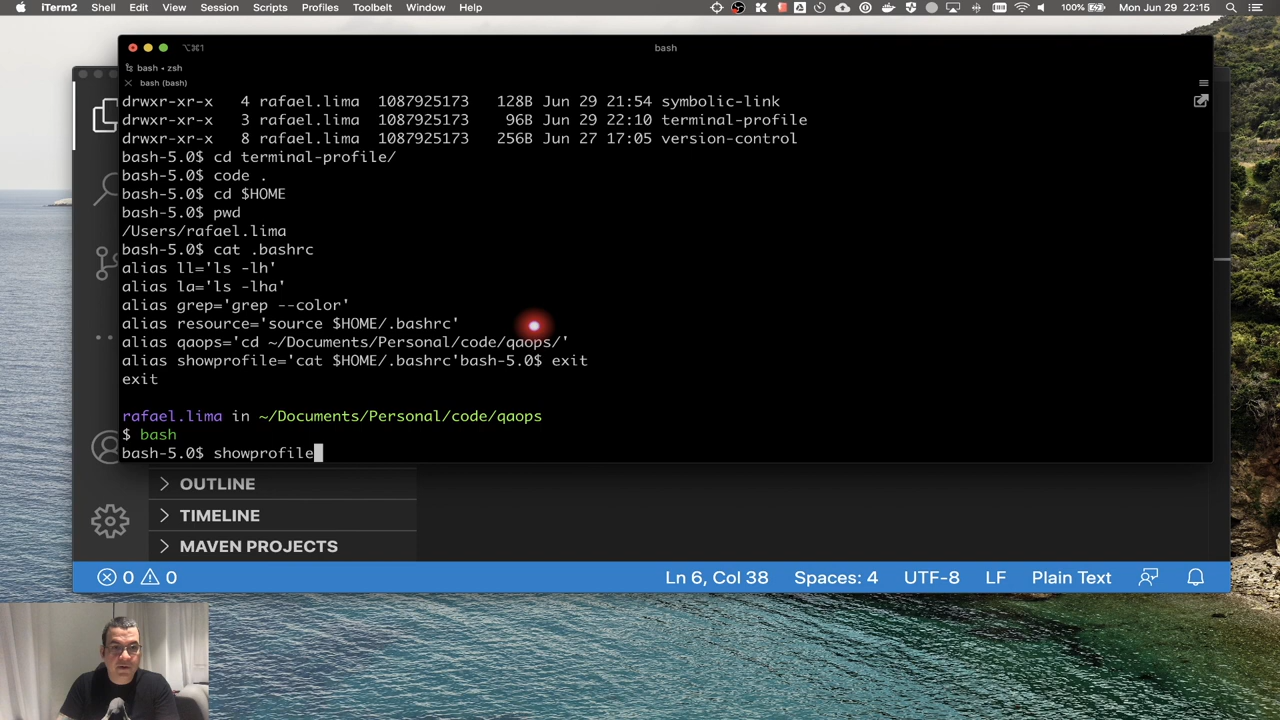 iTerm2 Shell Edit View Session Scripts Profiles Toolbelt Window Help 100% Mon Jun 29 22:15
⌥⌘1 bash
bash • zsh
bash (bash)
drwxr-xr-x 4 rafael.lima 1087925173 128B Jun 29 21:54 symbolic-link
drwxr-xr-x 3 rafael.lima 1087925173 96B Jun 29 22:10 terminal-profile
drwxr-xr-x 8 rafael.lima 1087925173 256B Jun 27 17:05 version-control
bash-5.0$ cd terminal-profile/
bash-5.0$ code .
bash-5.0$ cd $HOME
bash-5.0$ pwd
/Users/rafael.lima
bash-5.0$ cat .bashrc
alias ll='ls -lh'
alias la='ls -lha'
alias grep='grep --color'
alias resource='source $HOME/.bashrc'
alias qaops='cd ~/Documents/Personal/code/qaops/'
alias showprofile='cat $HOME/.bashrc'bash-5.0$ exit
exit
rafael.lima in ~/Documents/Personal/code/qaops
$ bash
bash-5.0$ showprofile
OUTLINE
TIMELINE
MAVEN PROJECTS
0 0 Ln 6, Col 38 Spaces: 4 UTF-8 LF Plain Text